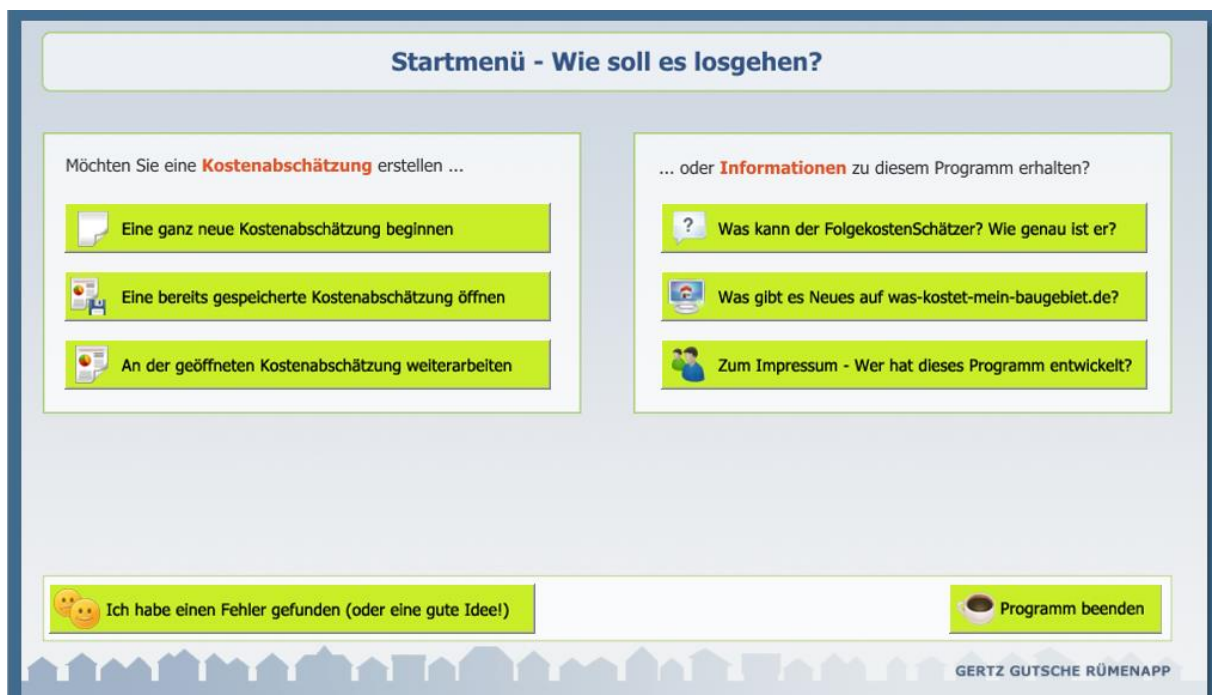 Startmenü - Wie soll es losgehen?
Möchten Sie eine Kostenabschätzung erstellen ...
Eine ganz neue Kostenabschätzung beginnen
Eine bereits gespeicherte Kostenabschätzung öffnen
An der geöffneten Kostenabschätzung weiterarbeiten
... oder Informationen zu diesem Programm erhalten?
? Was kann der FolgekostenSchätzer? Wie genau ist er?
Was gibt es Neues auf was-kostet-mein-baugebiet.de?
Zum Impressum - Wer hat dieses Programm entwickelt?
Ich habe einen Fehler gefunden (oder eine gute Idee!)
Programm beenden
GERTZ GUTSCHE RÜMENAPP